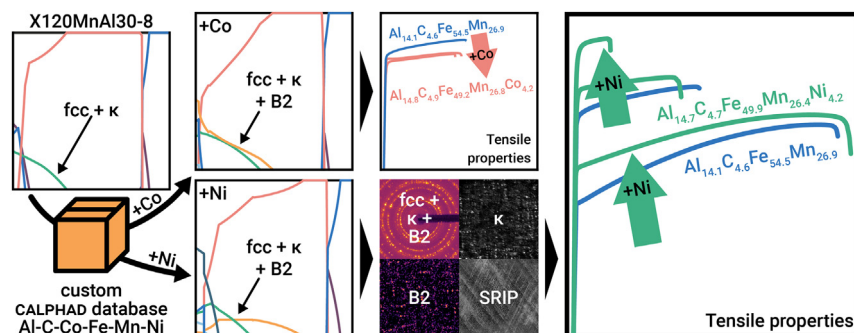 X120MnAl30-8
fcc + κ
+Co
+Ni
custom
CALPHAD database
Al-C-Co-Fe-Mn-Ni
+Co
fcc + κ
+ B2
+Ni
fcc + κ
+ B2
Al14.1C4.6Fe54.5Mn26.9
+Co
Al14.8C4.9Fe49.2Mn26.8Co4.2
Tensile
properties
fcc +
κ +
B2
κ
B2
SRIP
+Ni
Al14.7C4.7Fe49.9Mn26.4Ni4.2
Al14.1C4.6Fe54.5Mn26.9
+Ni
Tensile properties